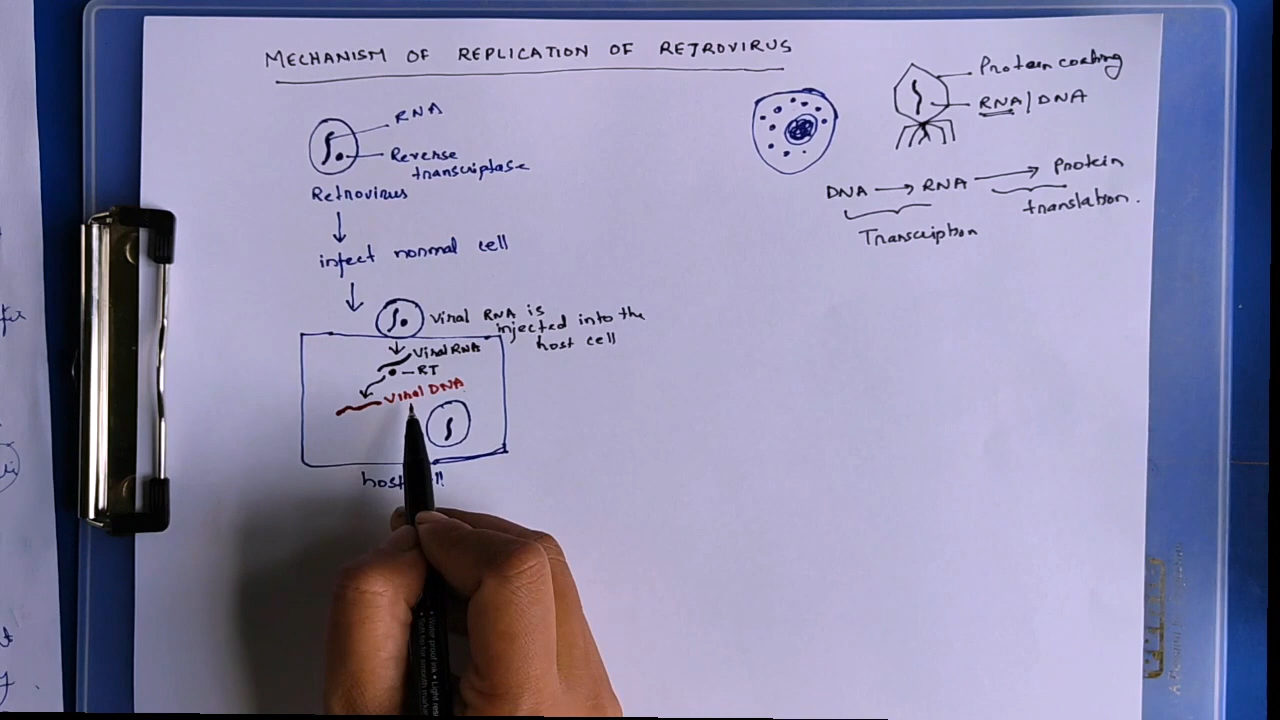 MECHANISM OF REPLICATION OF RETROVIRUS
RNA
Reverse
transcriptase
Retrovirus
infect normal cell
Viral RNA is
injected into the
host cell
Viral RNA
RT
Viral DNA
host
Protein coating
RNA/DNA
DNA → RNA → Protein
translation.
Transcription